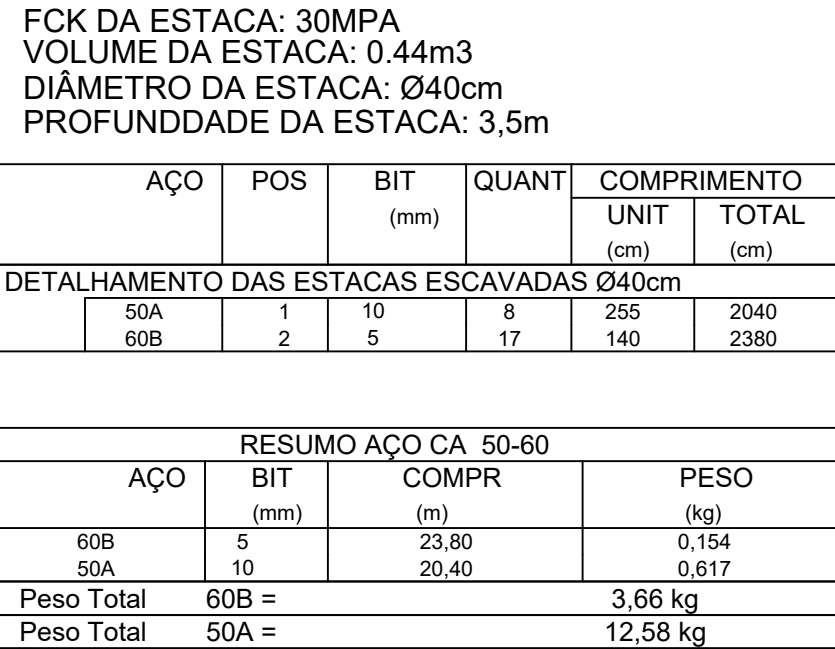 FCK DA ESTACA: 30MPA
VOLUME DA ESTACA: 0.44m3
DIÂMETRO DA ESTACA: Ø40cm
PROFUNDDADE DA ESTACA: 3,5m
AÇO POS BIT QUANT COMPRIMENTO
(mm) UNIT TOTAL
(cm) (cm)
DETALHAMENTO DAS ESTACAS ESCAVADAS Ø40cm
50A 1 10 8 255 2040
60B 2 5 17 140 2380
RESUMO AÇO CA 50-60
AÇO BIT COMPR PESO
(mm) (m) (kg)
60B 5 23,80 0,154
50A 10 20,40 0,617
Peso Total 60B = 3,66 kg
Peso Total 50A = 12,58 kg